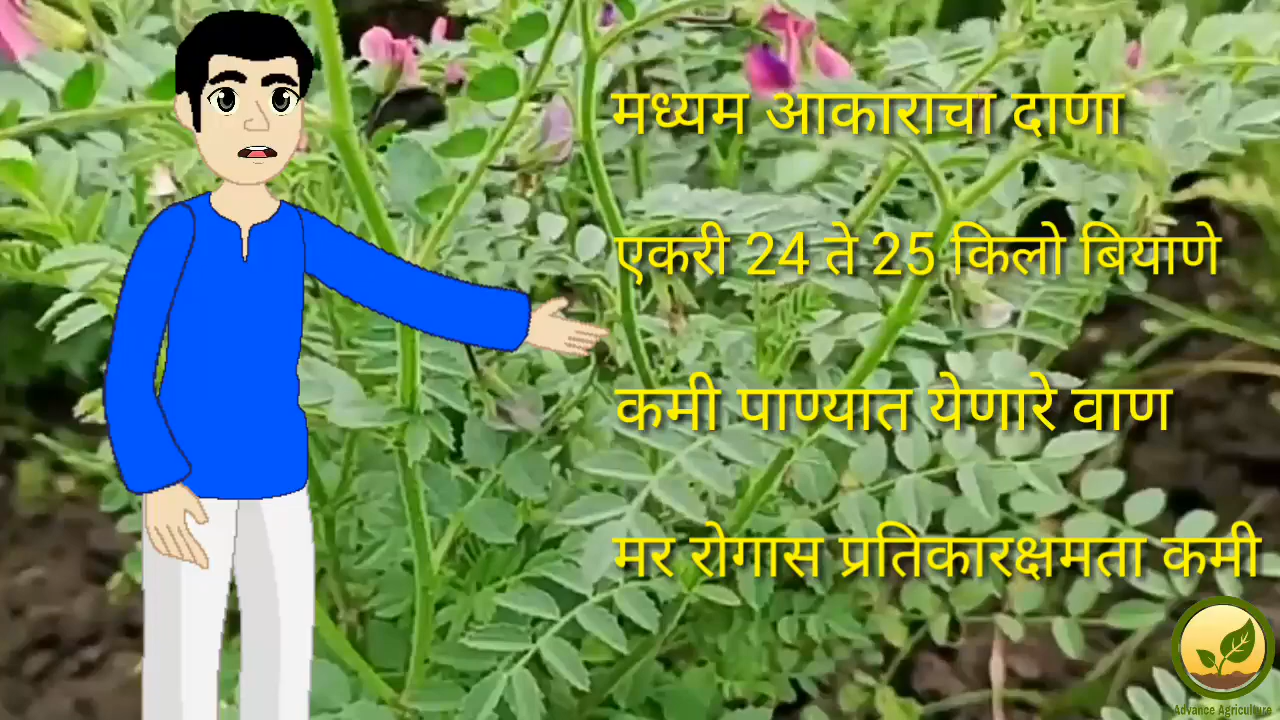 मध्यम आकाराचा दाणा
एकरी 24 ते 25 किलो बियाणे
कमी पाण्यात येणारे वाण
मर रोगास प्रतिकारक्षमता कमी
Advance Agriculture